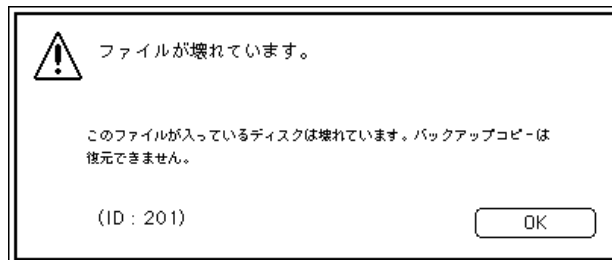 ファイルが壊れています。
このファイルが入っているディスクは壊れています。バックアップコピーは
復元できません。
(ID : 201)
OK